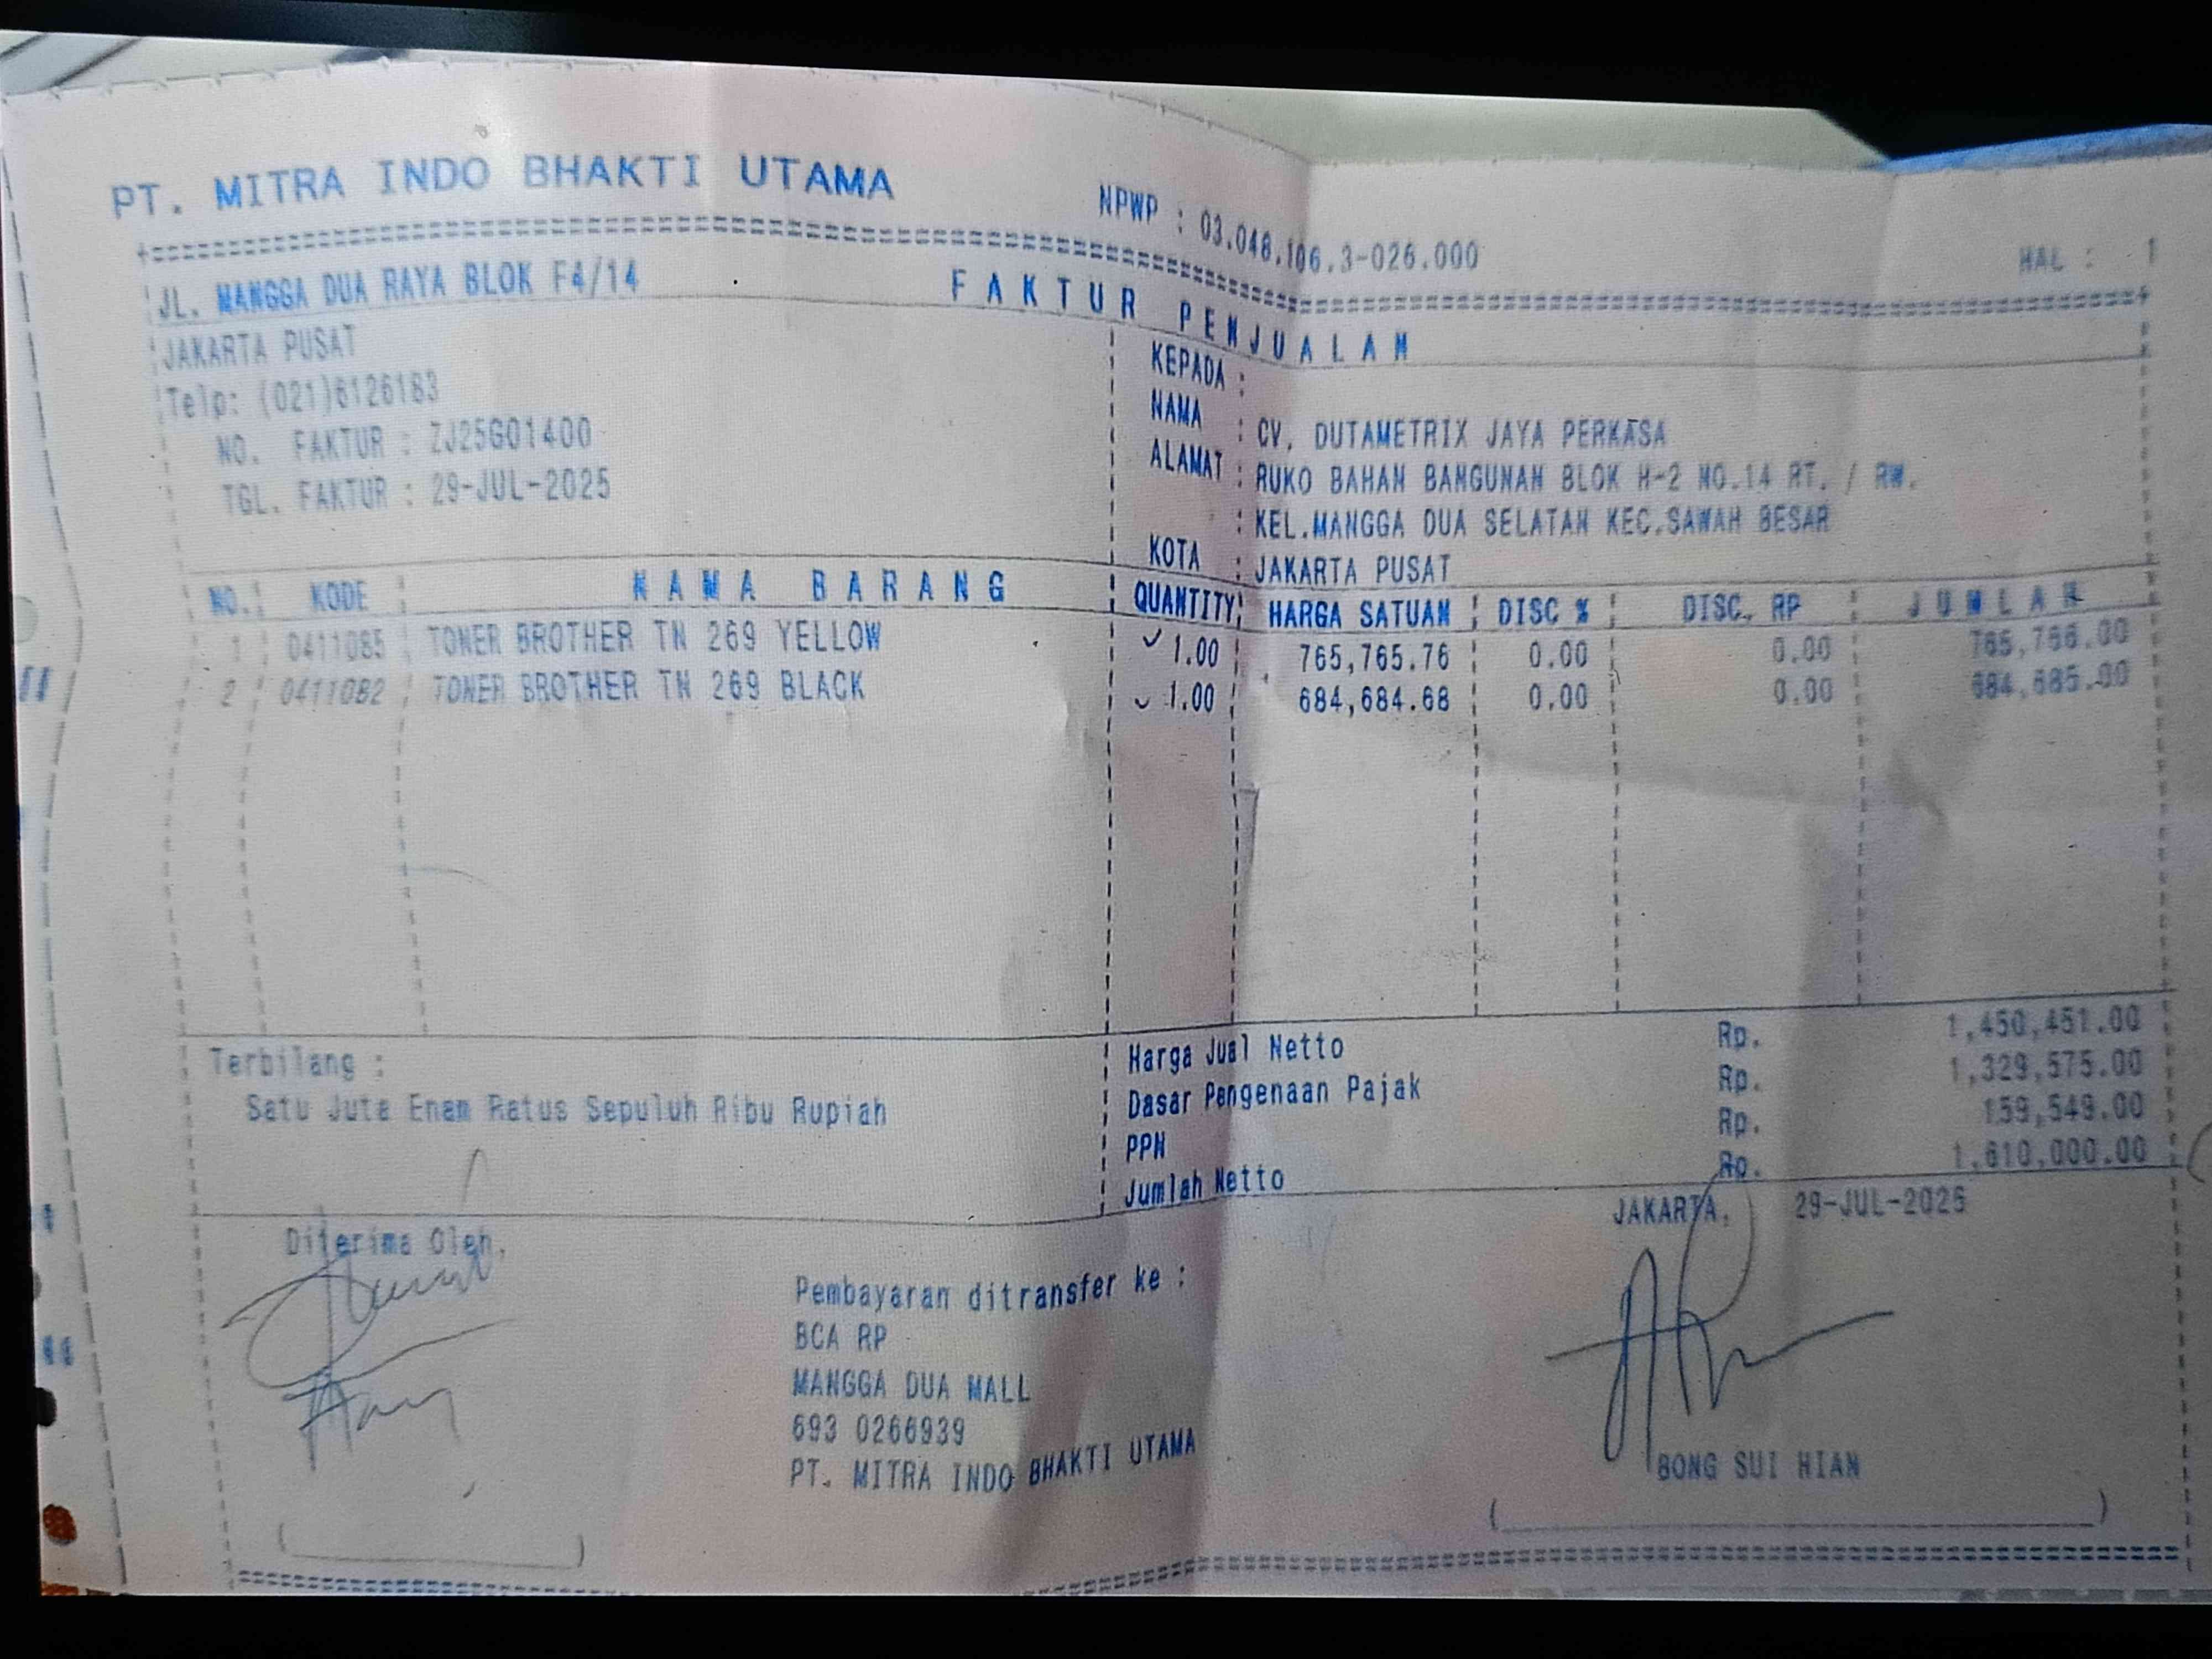 PT. MITRA INDO BHAKTI UTAMA
NPWP : 03.048.106.3-026.000
HAL : 1
JL. MANGGA DUA RAYA BLOK F4/14
JAKARTA PUSAT
Telp: (021)6126183
NO. FAKTUR : ZJ25G01400
TGL. FAKTUR : 29-JUL-2025
FAKTUR PENJUALAN
KEPADA :
NAMA : CV. DUTAMETRIX JAYA PERKASA
ALAMAT : RUKO BAHAN BANGUNAN BLOK H-2 NO.14 RT. / RW.
: KEL.MANGGA DUA SELATAN KEC.SAWAH BESAR
KOTA : JAKARTA PUSAT
NO. KODE NAMA BARANG QUANTITY HARGA SATUAN DISC % DISC. RP JUMLAH
1 0411085 TONER BROTHER TN 269 YELLOW 1.00 765,765.76 0.00 0.00 765,766.00
2 0411082 TONER BROTHER TN 269 BLACK 1.00 684,684.68 0.00 0.00 684,685.00
Terbilang :
Satu Juta Enam Ratus Sepuluh Ribu Rupiah
Harga Jual Netto Rp. 1,450,451.00
Dasar Pengenaan Pajak Rp. 1,329,575.00
PPN Rp. 159,549.00
Jumlah Netto Rp. 1,610,000.00
Diterima Oleh,
Pembayaran ditransfer ke :
BCA RP
MANGGA DUA MALL
693 0266939
PT. MITRA INDO BHAKTI UTAMA
JAKARTA, 29-JUL-2025
BONG SUI HIAN